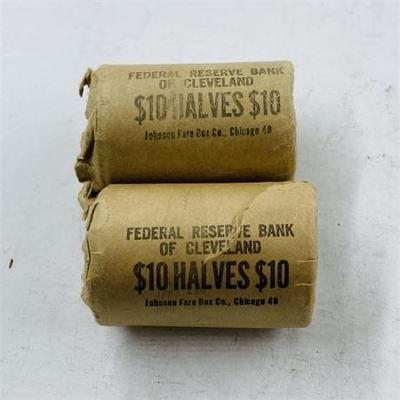 FEDERAL RESERVE BANK
OF CLEVELAND
$10 HALVES $10
Johnson Fare Box Co., Chicago 40
FEDERAL RESERVE BANK
OF CLEVELAND
$10 HALVES $10
Johnson Fare Box Co., Chicago 40